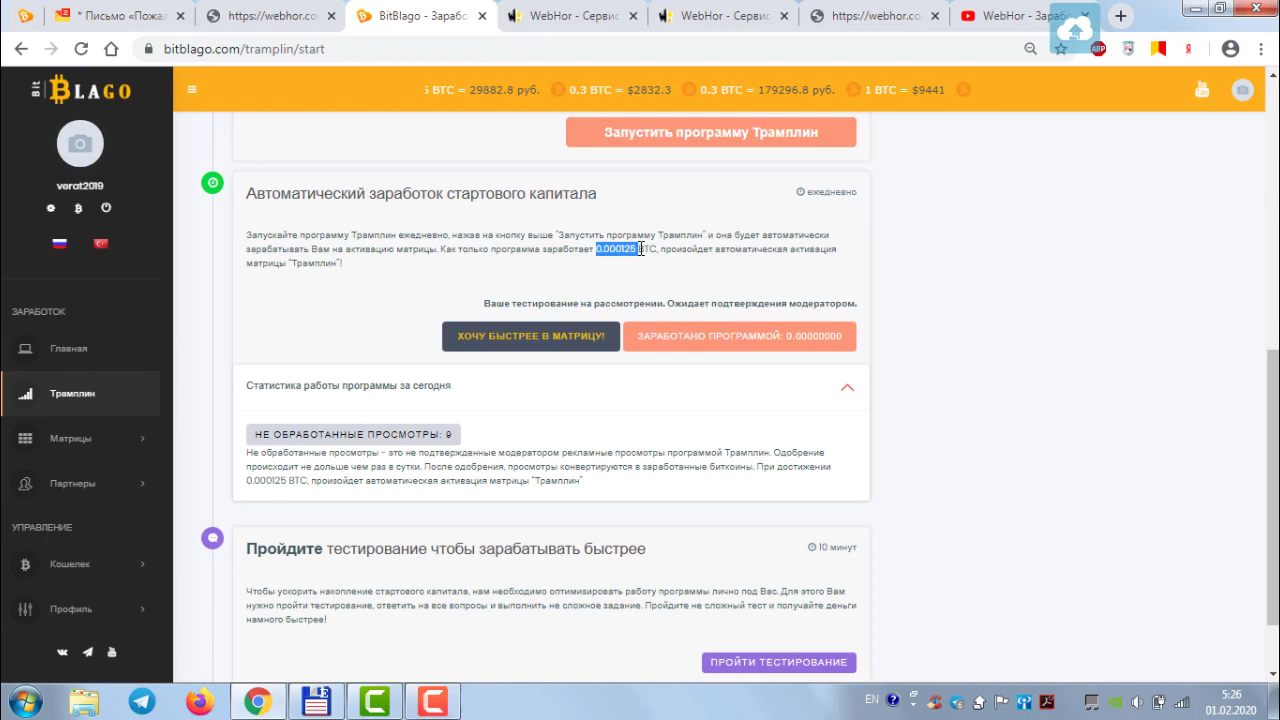 * Письмо «Пожал
https://webhor.co
BitBlago - Зарабо
WebHor - Сервис
WebHor - Сервис
https://webhor.co
WebHor - Зараб
bitblago.com/tramplin/start
ABP
Я
Bit BLAGO
BTC = 29882.8 руб.
0.3 BTC = $2832.3
0.3 BTC = 179296.8 руб.
1 BTC = $9441
verat2019
ЗАРАБОТОК
Главная
Трамплин
Матрицы
Партнеры
УПРАВЛЕНИЕ
Кошелек
Профиль
Запустить программу Трамплин
Автоматический заработок стартового капитала
ежедневно
Запускайте программу Трамплин ежедневно, нажав на кнопку выше "Запустить программу Трамплин" и она будет автоматически
зарабатывать Вам на активацию матрицы. Как только программа заработает 0.000125 BTC, произойдет автоматическая активация
матрицы "Трамплин"!
Ваше тестирование на рассмотрении. Ожидает подтверждения модератором.
ХОЧУ БЫСТРЕЕ В МАТРИЦУ!
ЗАРАБОТАНО ПРОГРАММОЙ: 0.00000000
Статистика работы программы за сегодня
НЕ ОБРАБОТАННЫЕ ПРОСМОТРЫ: 9
Не обработанные просмотры - это не подтвержденные модератором рекламные просмотры программой Трамплин. Одобрение
происходит не дольше чем раз в сутки. После одобрения, просмотры конвертируются в заработанные биткоины. При достижении
0.000125 BTC, произойдет автоматическая активация матрицы "Трамплин"
Пройдите тестирование чтобы зарабатывать быстрее
10 минут
Чтобы ускорить накопление стартового капитала, нам необходимо оптимизировать работу программы лично под Вас. Для этого Вам
нужно пройти тестирование, ответить на все вопросы и выполнить не сложное задание. Пройдите не сложный тест и получайте деньги
намного быстрее!
ПРОЙТИ ТЕСТИРОВАНИЕ
EN
5:26
01.02.2020